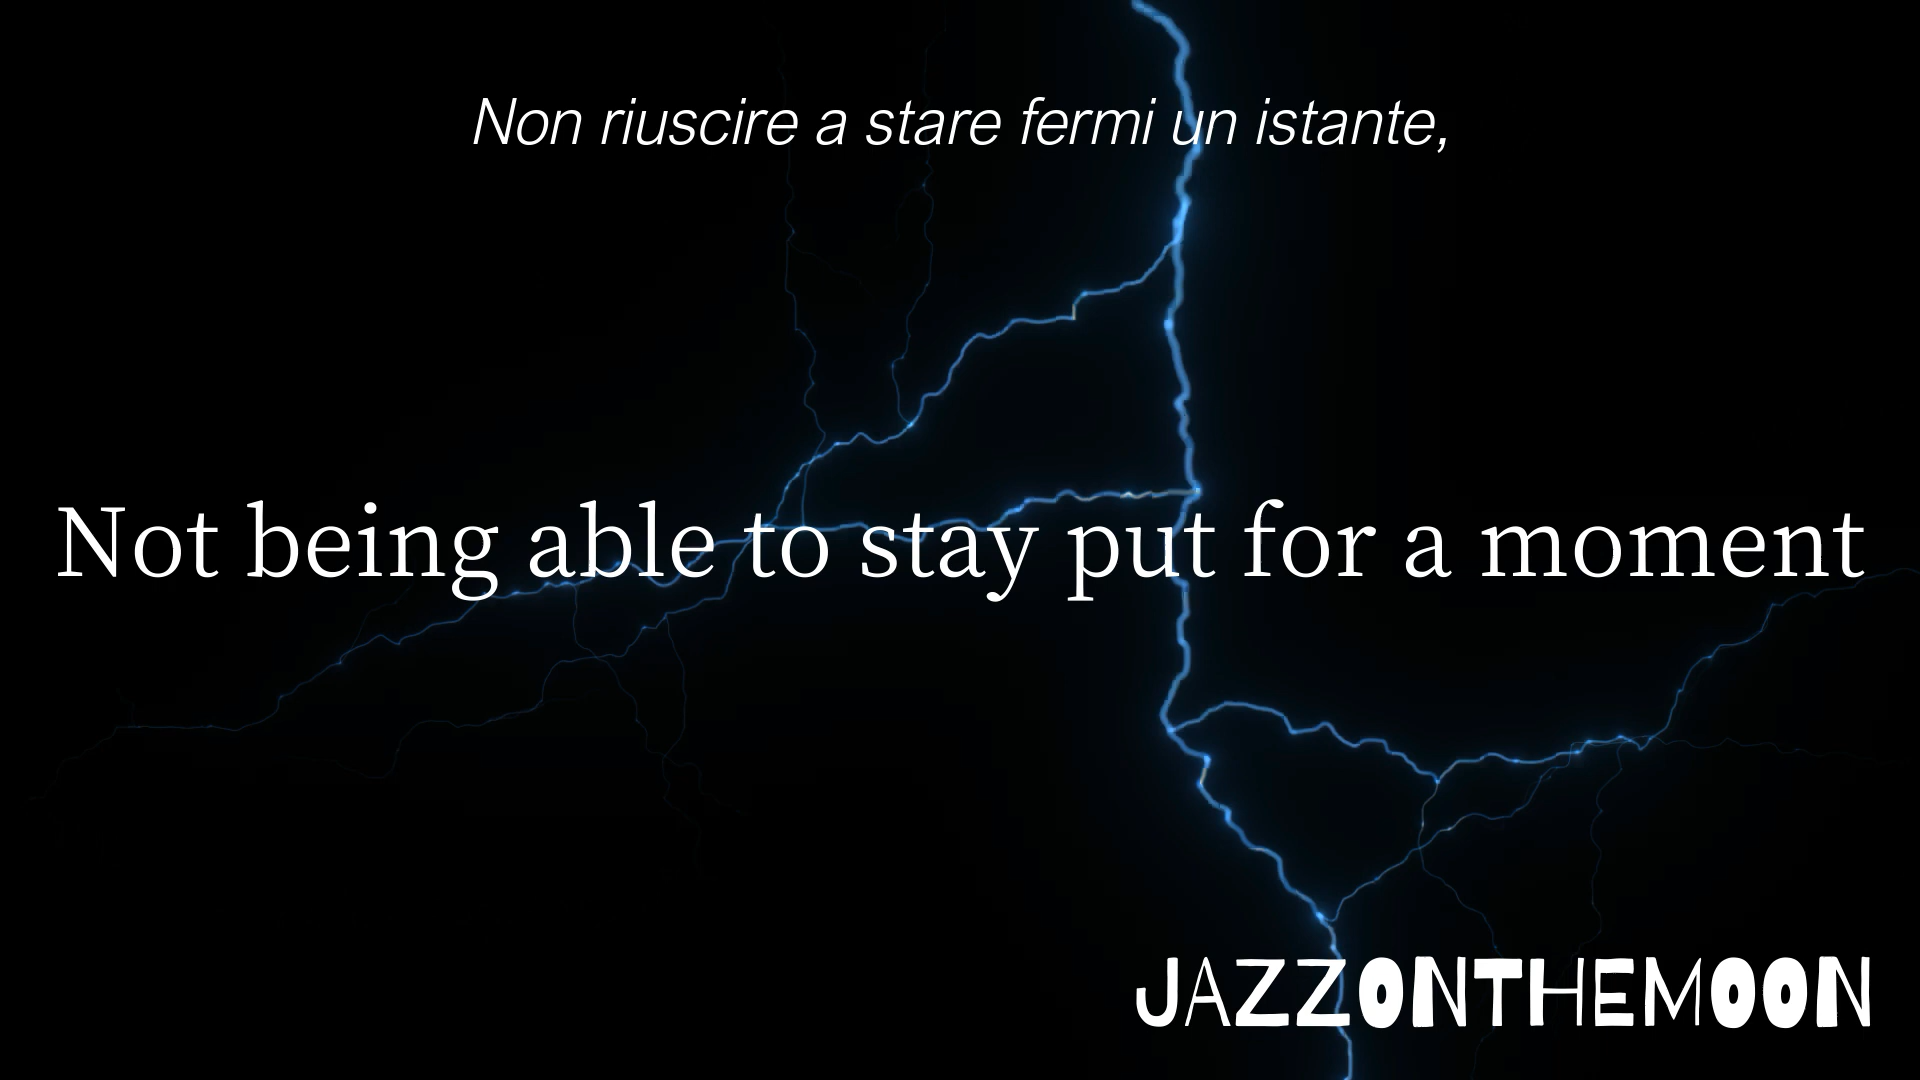 Non riuscire a stare fermi un istante,
Not being able to stay put for a moment
JAZZONTHEMOON